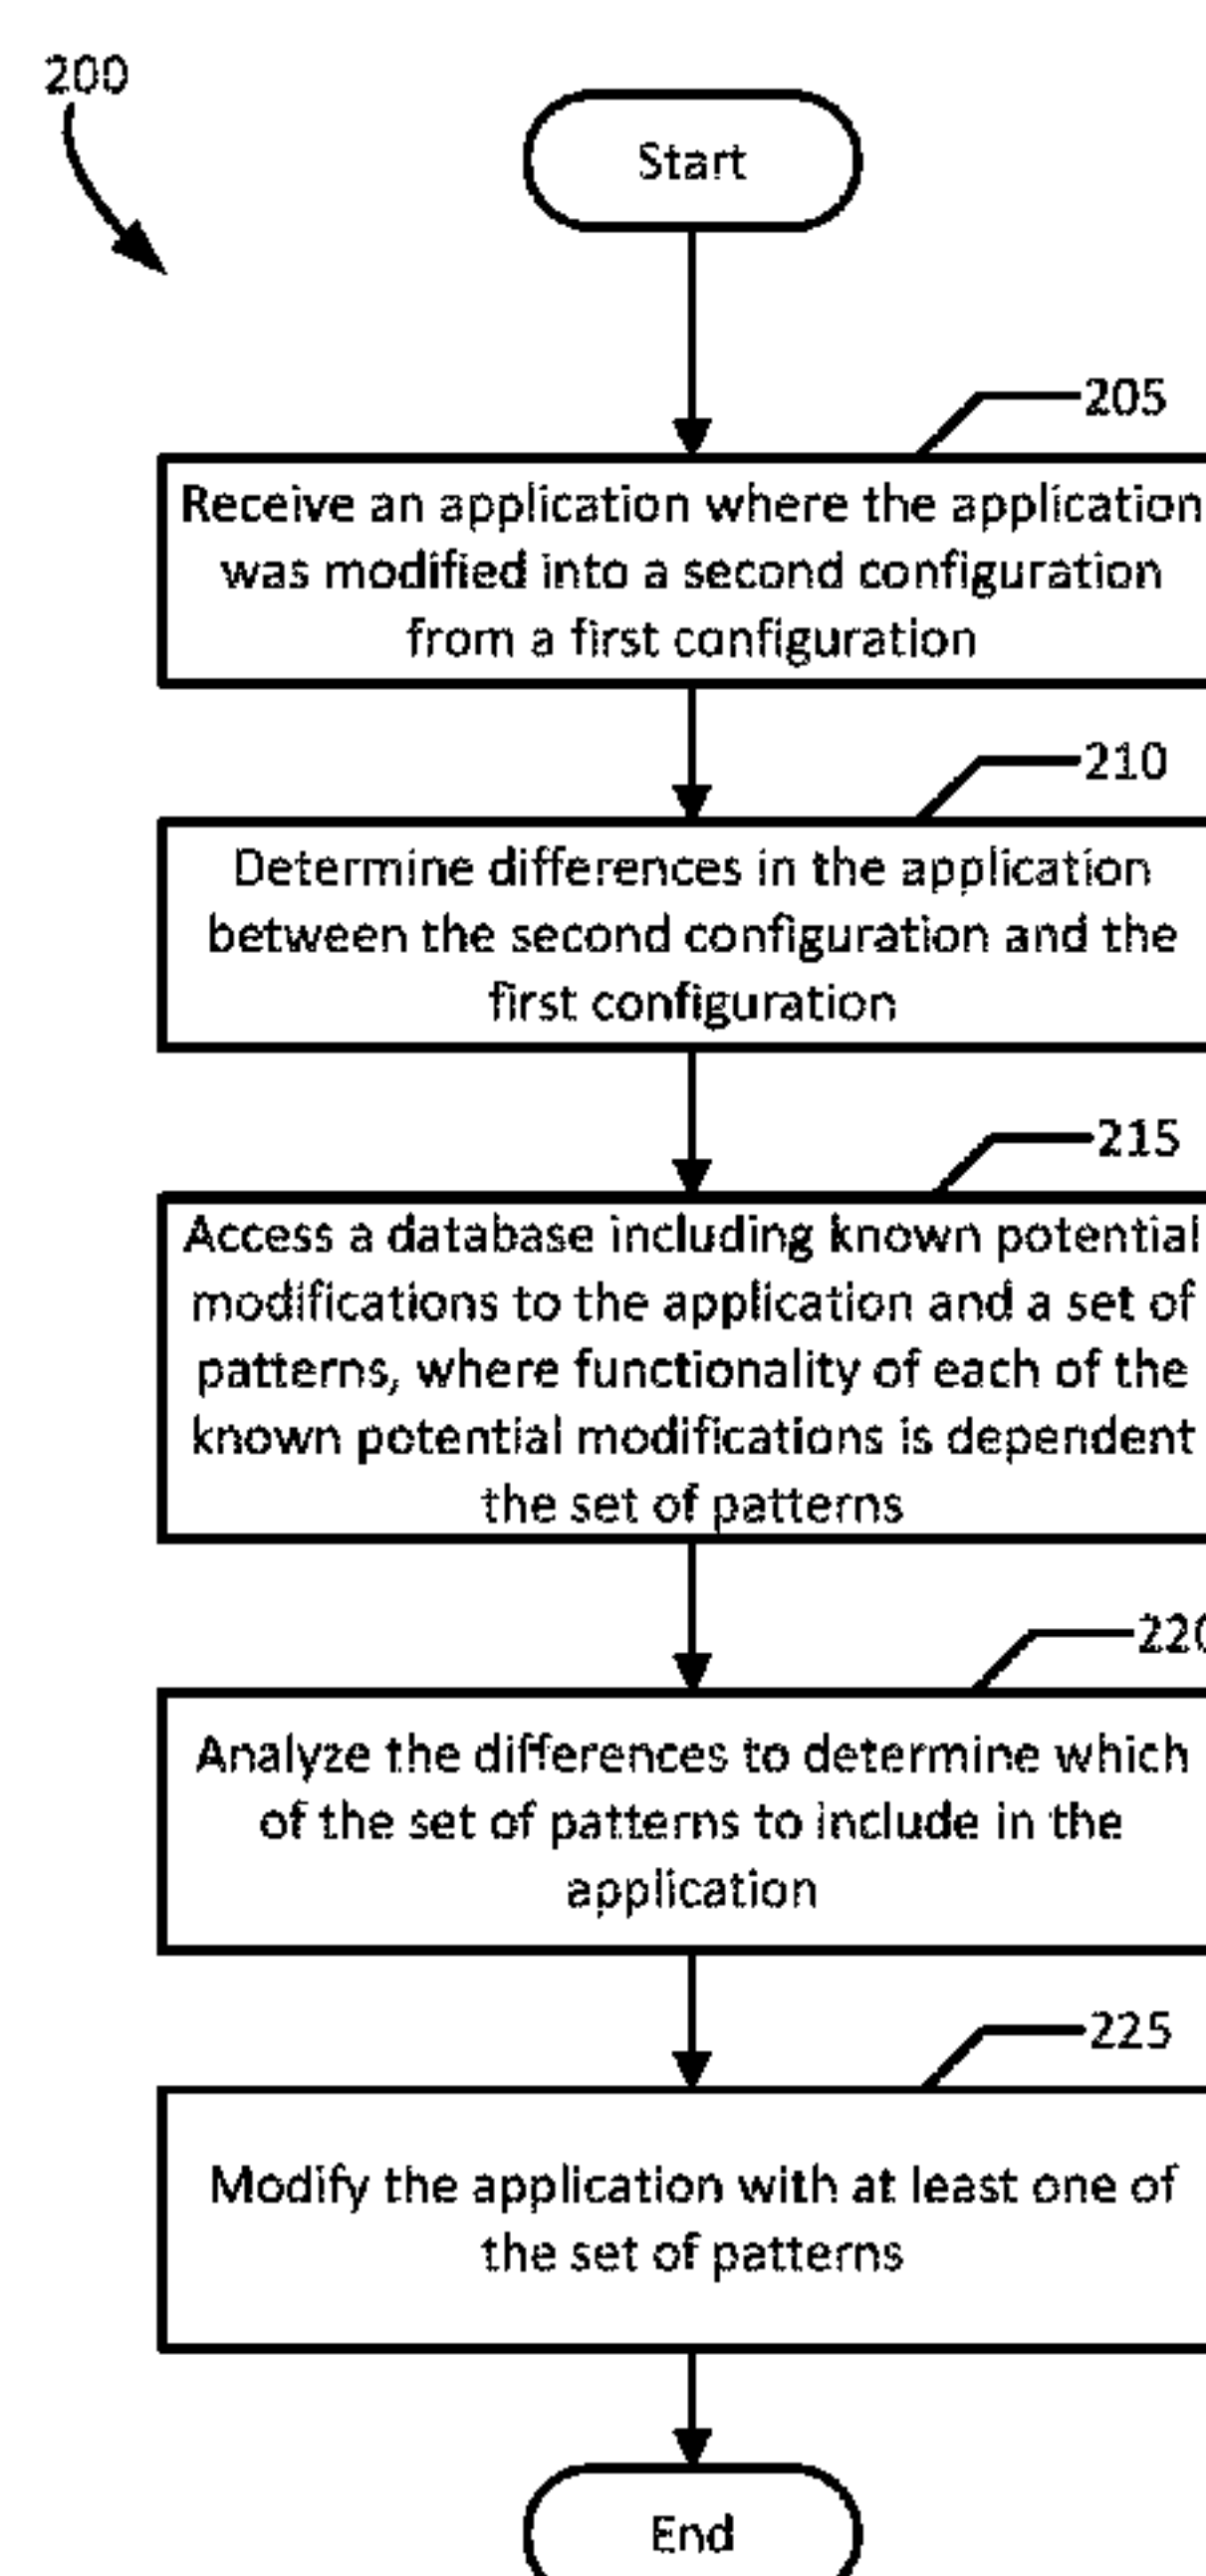 200
Start
205
Receive an application where the application
was modified into a second configuration
from a first configuration
210
Determine differences in the application
between the second configuration and the
first configuration
215
Access a database including known potential
modifications to the application and a set of
patterns, where functionality of each of the
known potential modifications is dependent
the set of patterns
220
Analyze the differences to determine which
of the set of patterns to include in the
application
225
Modify the application with at least one of
the set of patterns
End